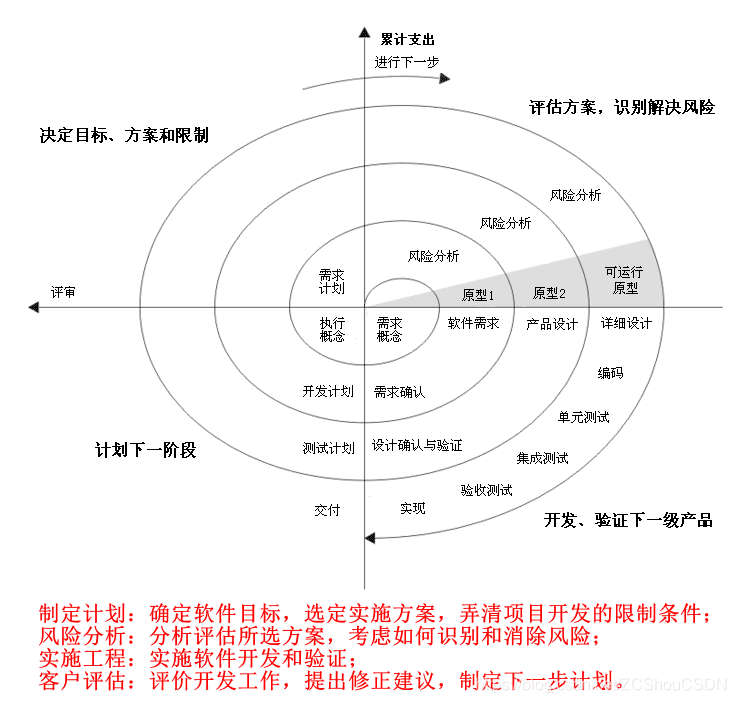 累计支出
进行下一步
评估方案，识别解决风险
决定目标、方案和限制
风险分析
风险分析
风险分析
需求
计划
可运行
原型
原型1
原型2
评审
执行
概念
需求
概念
软件需求
产品设计
详细设计
编码
开发计划
需求确认
单元测试
计划下一阶段
测试计划
设计确认与验证
集成测试
验收测试
交付
实现
开发、验证下一级产品
制定计划：确定软件目标，选定实施方案，弄清项目开发的限制条件；
风险分析：分析评估所选方案，考虑如何识别和消除风险；
实施工程：实施软件开发和验证；
客户评估：评价开发工作，提出修正建议，制定下一步计划。
ZCShouCSDN